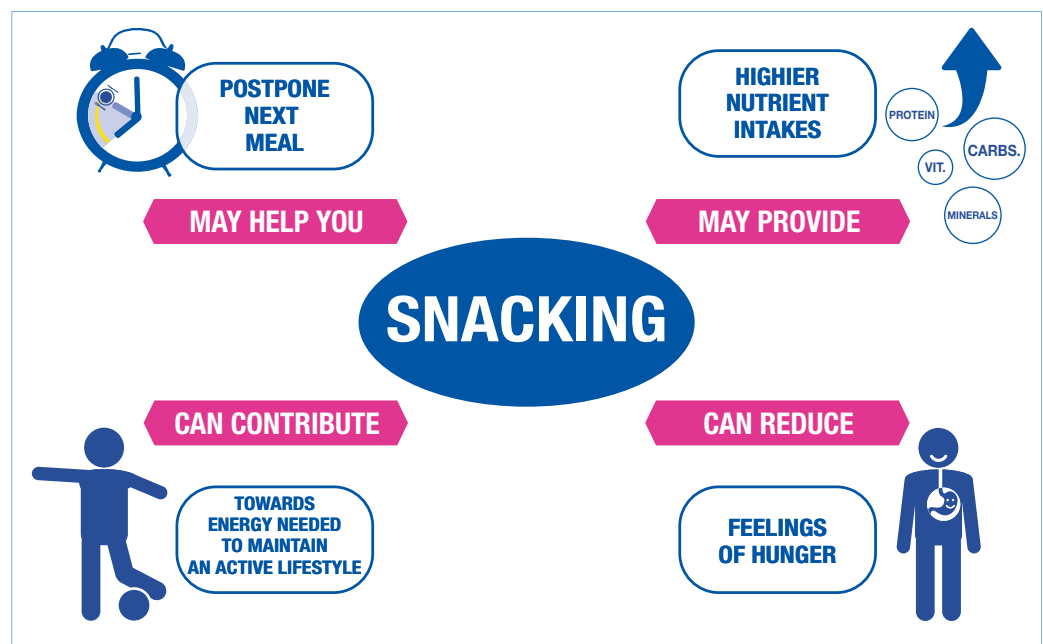 POSTPONE
NEXT
MEAL
MAY HELP YOU
HIGHIER
NUTRIENT
INTAKES
PROTEIN
CARBS.
VIT.
MINERALS
MAY PROVIDE
SNACKING
CAN CONTRIBUTE
TOWARDS
ENERGY NEEDED
TO MAINTAIN
AN ACTIVE LIFESTYLE
CAN REDUCE
FEELINGS
OF HUNGER